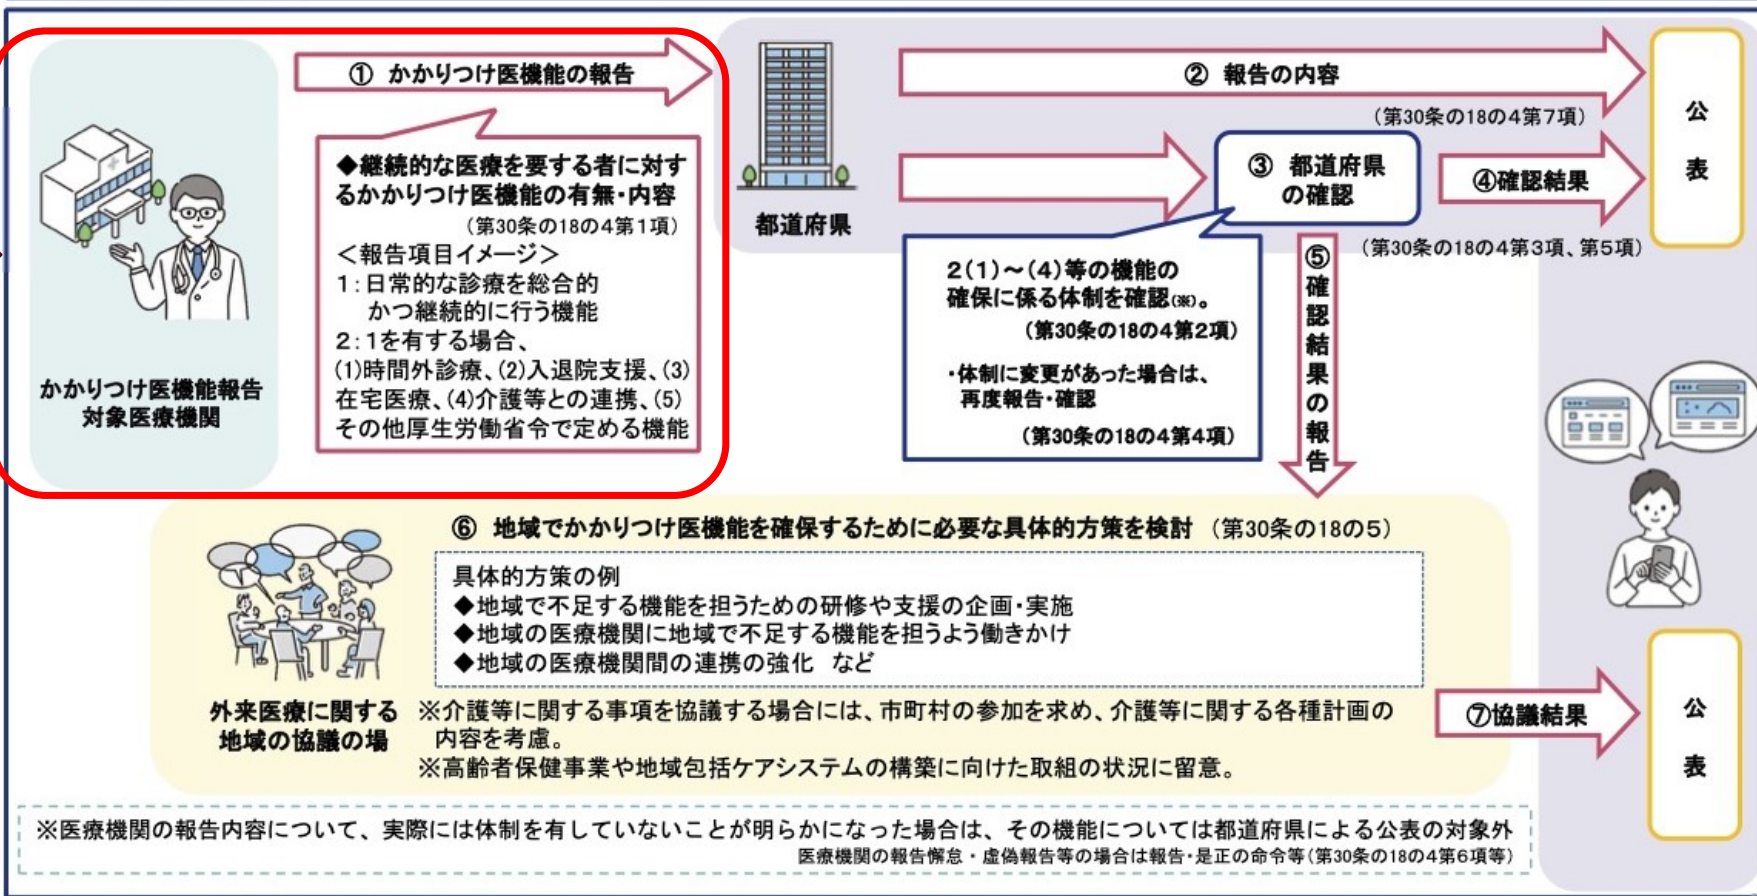 ① かかりつけ医機能の報告
◆継続的な医療を要する者に対す
るかかりつけ医機能の有無・内容
(第30条の18の4第1項)
＜報告項目イメージ＞
1：日常的な診療を総合的
かつ継続的に行う機能
2：1を有する場合、
(1)時間外診療、(2)入退院支援、(3)
在宅医療、(4)介護等との連携、(5)
その他厚生労働省令で定める機能
かかりつけ医機能報告
対象医療機関
都道府県
② 報告の内容
(第30条の18の4第7項)
③ 都道府県
の確認
④確認結果
(第30条の18の4第3項、第5項)
公表
2(1)～(4)等の機能の
確保に係る体制を確認(※)。
(第30条の18の4第2項)
・体制に変更があった場合は、
再度報告・確認
(第30条の18の4第4項)
⑤確認結果の報告
⑥ 地域でかかりつけ医機能を確保するために必要な具体的方策を検討 (第30条の18の5)
具体的方策の例
◆地域で不足する機能を担うための研修や支援の企画・実施
◆地域の医療機関に地域で不足する機能を担うよう働きかけ
◆地域の医療機関間の連携の強化 など
外来医療に関する
地域の協議の場
※介護等に関する事項を協議する場合には、市町村の参加を求め、介護等に関する各種計画の
内容を考慮。
※高齢者保健事業や地域包括ケアシステムの構築に向けた取組の状況に留意。
⑦協議結果
公表
※医療機関の報告内容について、実際には体制を有していないことが明らかになった場合は、その機能については都道府県による公表の対象外
医療機関の報告懈怠・虚偽報告等の場合は報告・是正の命令等(第30条の18の4第6項等)